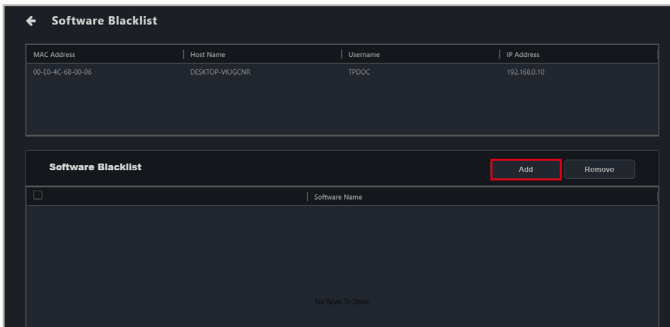 Software Blacklist
MAC Address Host Name Username IP Address
00-E0-4C-68-00-06 DESKTOP-VKJGCNR TPDOC 192.168.0.10
Software Blacklist Add Remove
Software Name
No Rows To Show